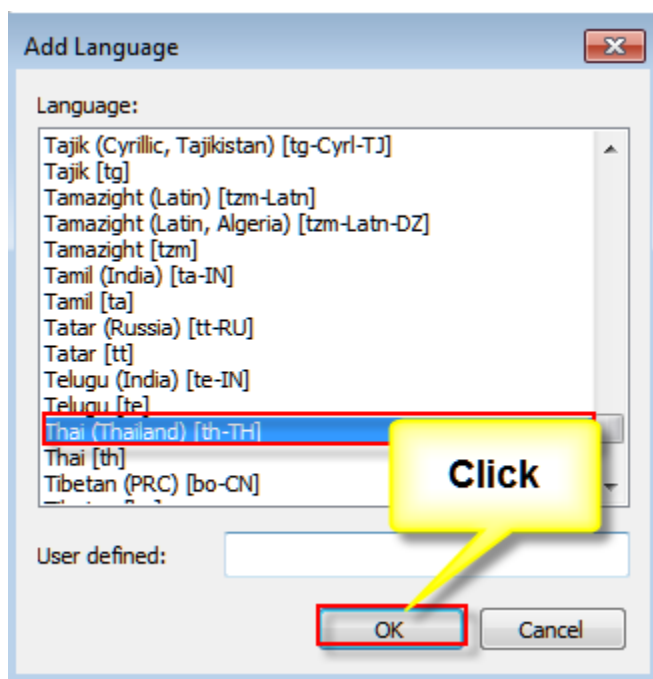 Add Language
Language:
Tajik (Cyrillic, Tajikistan) [tg-Cyrl-TJ]
Tajik [tg]
Tamazight (Latin) [tzm-Latn]
Tamazight (Latin, Algeria) [tzm-Latn-DZ]
Tamazight [tzm]
Tamil (India) [ta-IN]
Tamil [ta]
Tatar (Russia) [tt-RU]
Tatar [tt]
Telugu (India) [te-IN]
Telugu [te]
Thai (Thailand) [th-TH]
Thai [th]
Tibetan (PRC) [bo-CN]
Click
User defined:
OK
Cancel